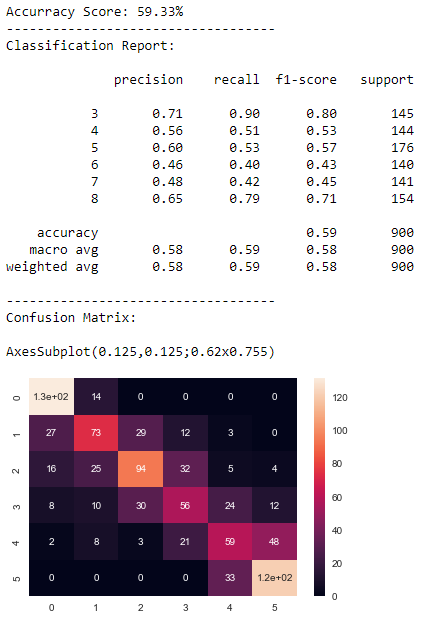 Accurracy Score: 59.33%
-----------------------------------
Classification Report:
precision recall f1-score support
3 0.71 0.90 0.80 145
4 0.56 0.51 0.53 144
5 0.60 0.53 0.57 176
6 0.46 0.40 0.43 140
7 0.48 0.42 0.45 141
8 0.65 0.79 0.71 154
accuracy 0.59 900
macro avg 0.58 0.59 0.58 900
weighted avg 0.58 0.59 0.58 900
-----------------------------------
Confusion Matrix:
AxesSubplot(0.125,0.125;0.62x0.755)
0 1.3e+02 14 0 0 0 0
120
1 27 73 29 12 3 0
100
2 16 25 94 32 5 4
80
3 8 10 30 56 24 12
60
40
4 2 8 3 21 59 48
20
5 0 0 0 0 33 1.2e+02
0
0 1 2 3 4 5